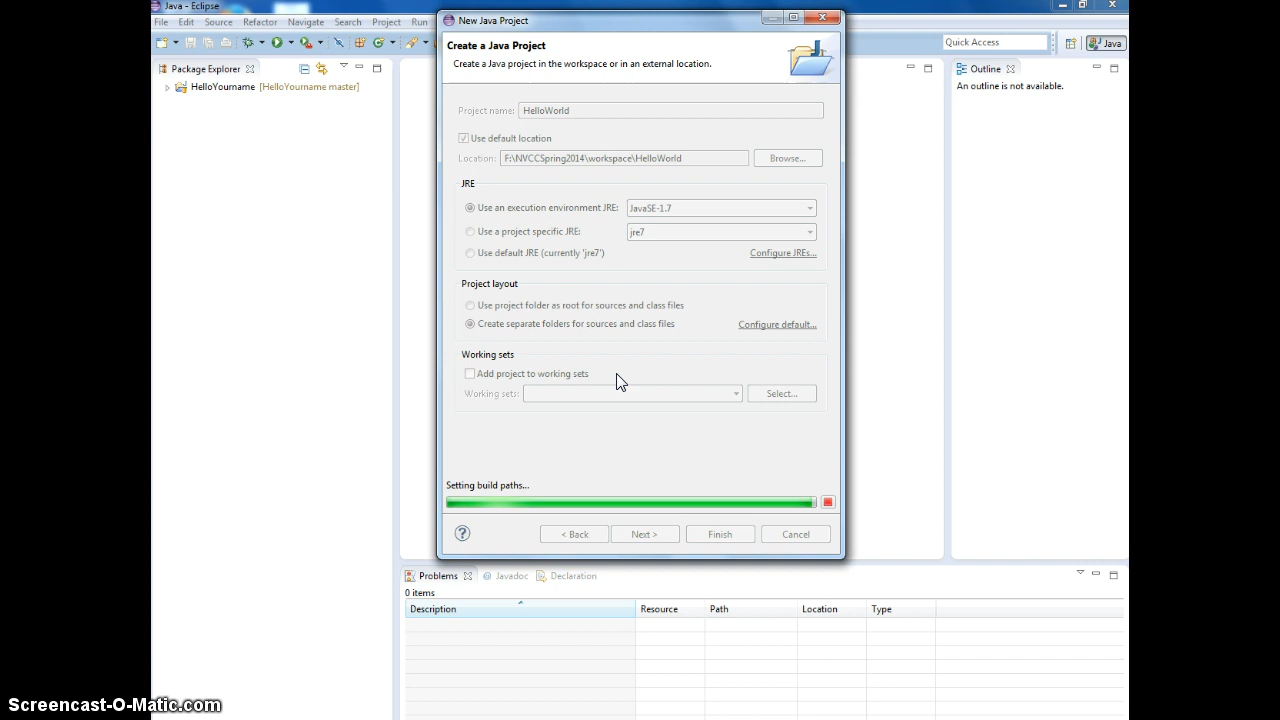 Java - Eclipse
File Edit Source Refactor Navigate Search Project Run
Quick Access
Java
Package Explorer
HelloYourname [HelloYourname master]
New Java Project
Create a Java Project
Create a Java project in the workspace or in an external location.
Project name: HelloWorld
Use default location
Location: F:\NVCCSpring2014\workspace\HelloWorld Browse...
JRE
Use an execution environment JRE: JavaSE-1.7
Use a project specific JRE: jre7
Use default JRE (currently 'jre7') Configure JREs...
Project layout
Use project folder as root for sources and class files
Create separate folders for sources and class files Configure default...
Working sets
Add project to working sets
Working sets: Select...
Setting build paths...
< Back Next > Finish Cancel
Outline
An outline is not available.
Problems Javadoc Declaration
0 items
Description Resource Path Location Type
Screencast-O-Matic.com